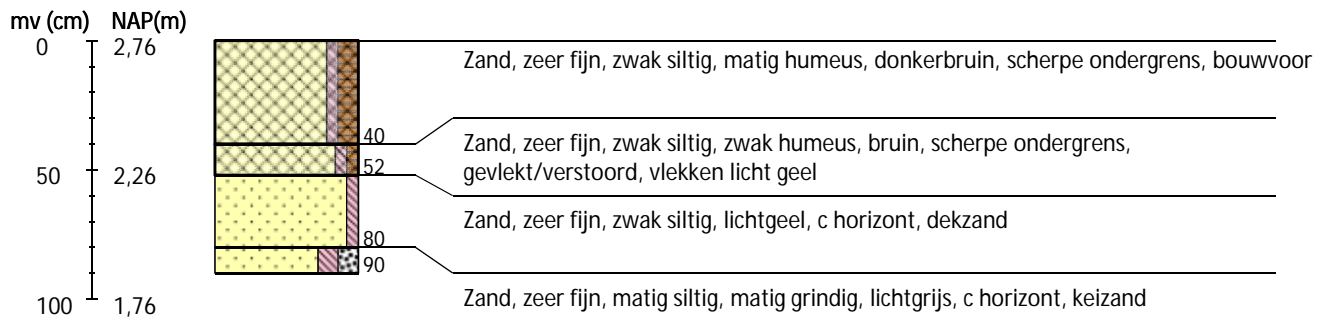 mv (cm) NAP(m)
0 2,76
Zand, zeer fijn, zwak siltig, matig humeus, donkerbruin, scherpe ondergrens, bouwvoor
40
Zand, zeer fijn, zwak siltig, zwak humeus, bruin, scherpe ondergrens,
gevlekt/verstoord, vlekken licht geel
52
50 2,26
Zand, zeer fijn, zwak siltig, lichtgeel, c horizont, dekzand
80
90
Zand, zeer fijn, matig siltig, matig grindig, lichtgrijs, c horizont, keizand
100 1,76